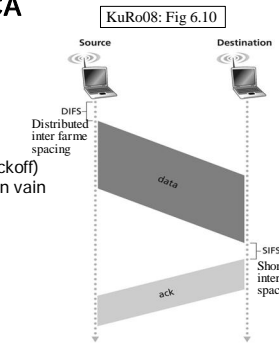 CA
KuRo08: Fig 6.10
Source
Destination
DIFS
Distributed
inter farme
spacing
ckoff)
n vain
data
SIFS
Shor
inter
spac
ack